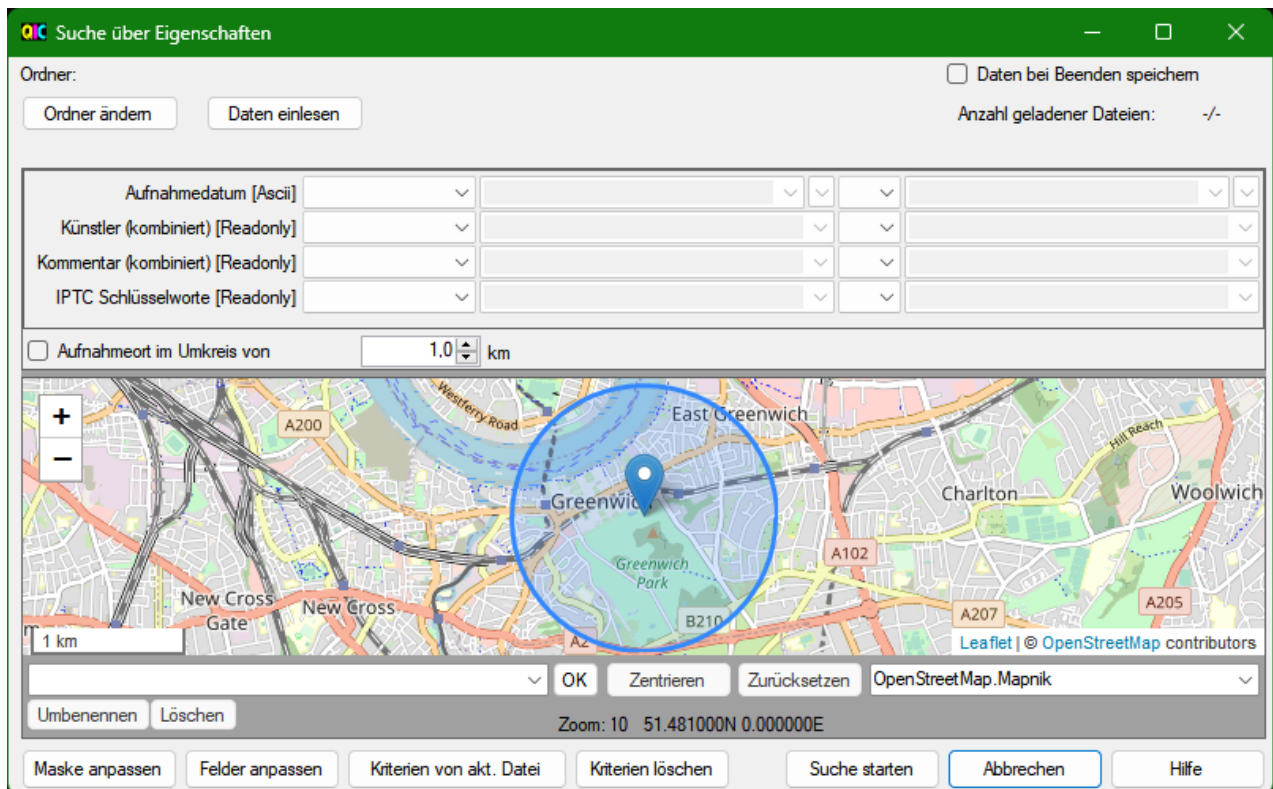 QIC Suche über Eigenschaften
Ordner:
Daten bei Beenden speichern
Ordner ändern
Daten einlesen
Anzahl geladener Dateien: -/-
Aufnahmedatum [Ascii]
Künstler (kombiniert) [Readonly]
Kommentar (kombiniert) [Readonly]
IPTC Schlüsselworte [Readonly]
Aufnahmeort im Umkreis von 1.0 km
+
−
Westferry Road
East Greenwich
A200
Hill Reach
Greenwich
Charlton
Woolwich
A102
Greenwich
Park
New Cross
Gate
New Cross
B210
A207
A205
A2
1 km
Leaflet | © OpenStreetMap contributors
OK
Zentrieren
Zurücksetzen
OpenStreetMap.Mapnik
Umbenennen
Löschen
Zoom: 10 51.481000N 0.000000E
Maske anpassen
Felder anpassen
Kriterien von akt. Datei
Kriterien löschen
Suche starten
Abbrechen
Hilfe